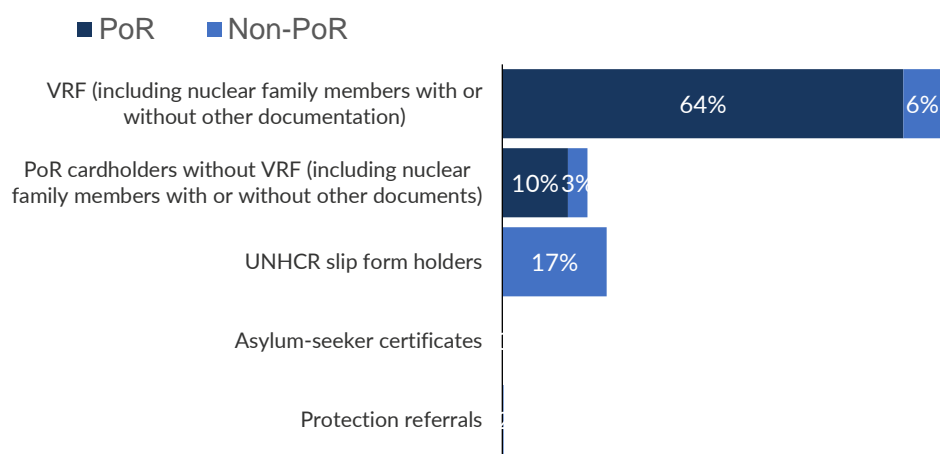 PoR Non-PoR
VRF (including nuclear family members with or
without other documentation)
64% 6%
PoR cardholders without VRF (including nuclear
family members with or without other documents)
10% 3%
UNHCR slip form holders
17%
Asylum-seeker certificates
Protection referrals